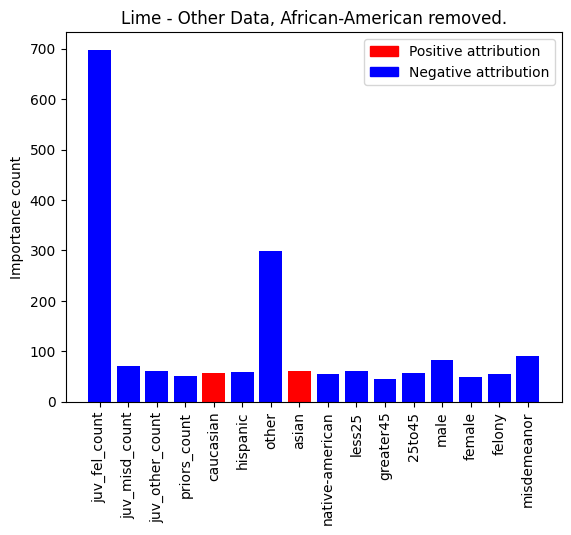 Lime - Other Data, African-American removed.
Positive attribution
Negative attribution
Importance count
700
600
500
400
300
200
100
0
juv_fel_count
juv_misd_count
juv_other_count
priors_count
caucasian
hispanic
other
asian
native-american
less25
greater45
25to45
male
female
felony
misdemeanor